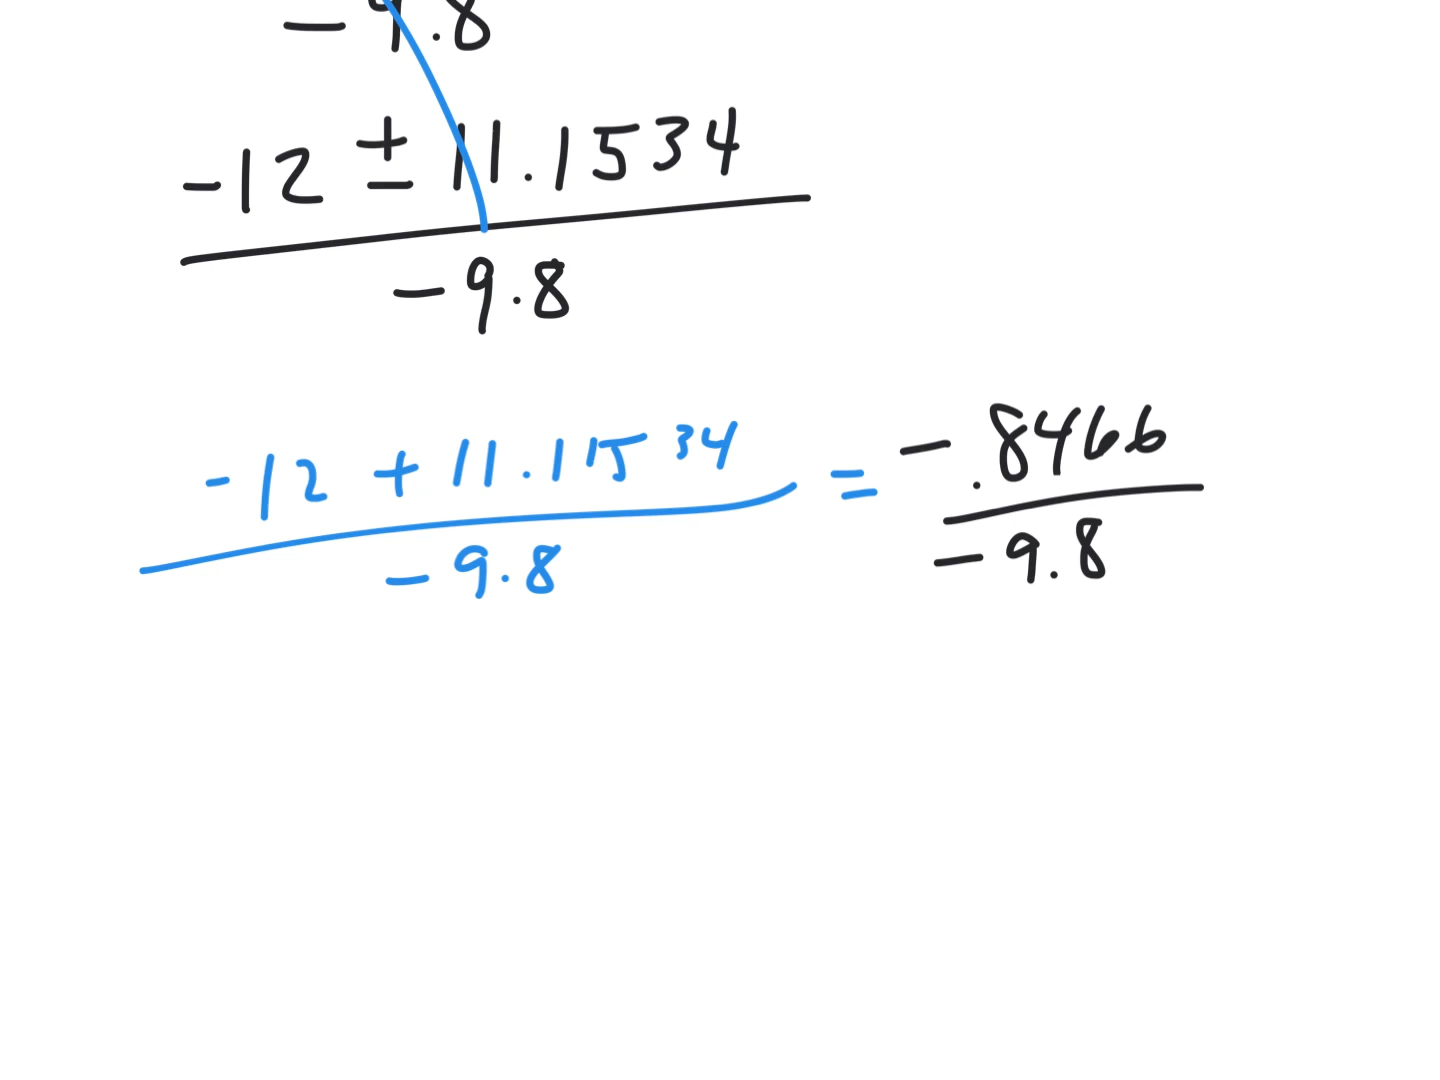 - 9.8
-12 ± 11.1534
- 9.8
-12 + 11.1534 = - .8466
- 9.8 - 9.8